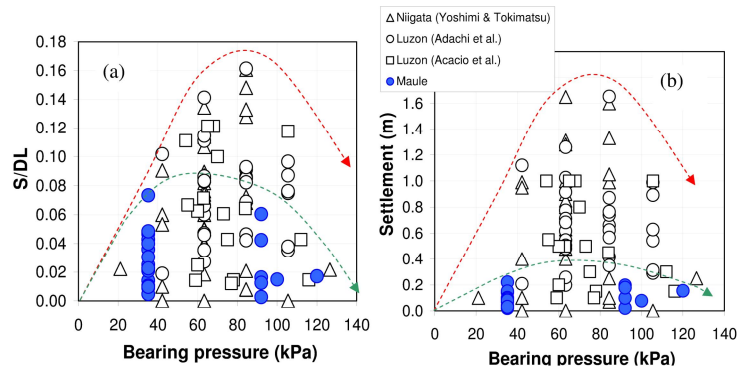 Niigata (Yoshimi & Tokimatsu)
Luzon (Adachi et al.)
Luzon (Acacio et al.)
Maule
(a)
S/DL
0.18
0.16
0.14
0.12
0.10
0.08
0.06
0.04
0.02
0.00
0 20 40 60 80 100 120 140
Bearing pressure (kPa)
(b)
Settlement (m)
1.6
1.4
1.2
1.0
0.8
0.6
0.4
0.2
0.0
0 20 40 60 80 100 120 140
Bearing pressure (kPa)